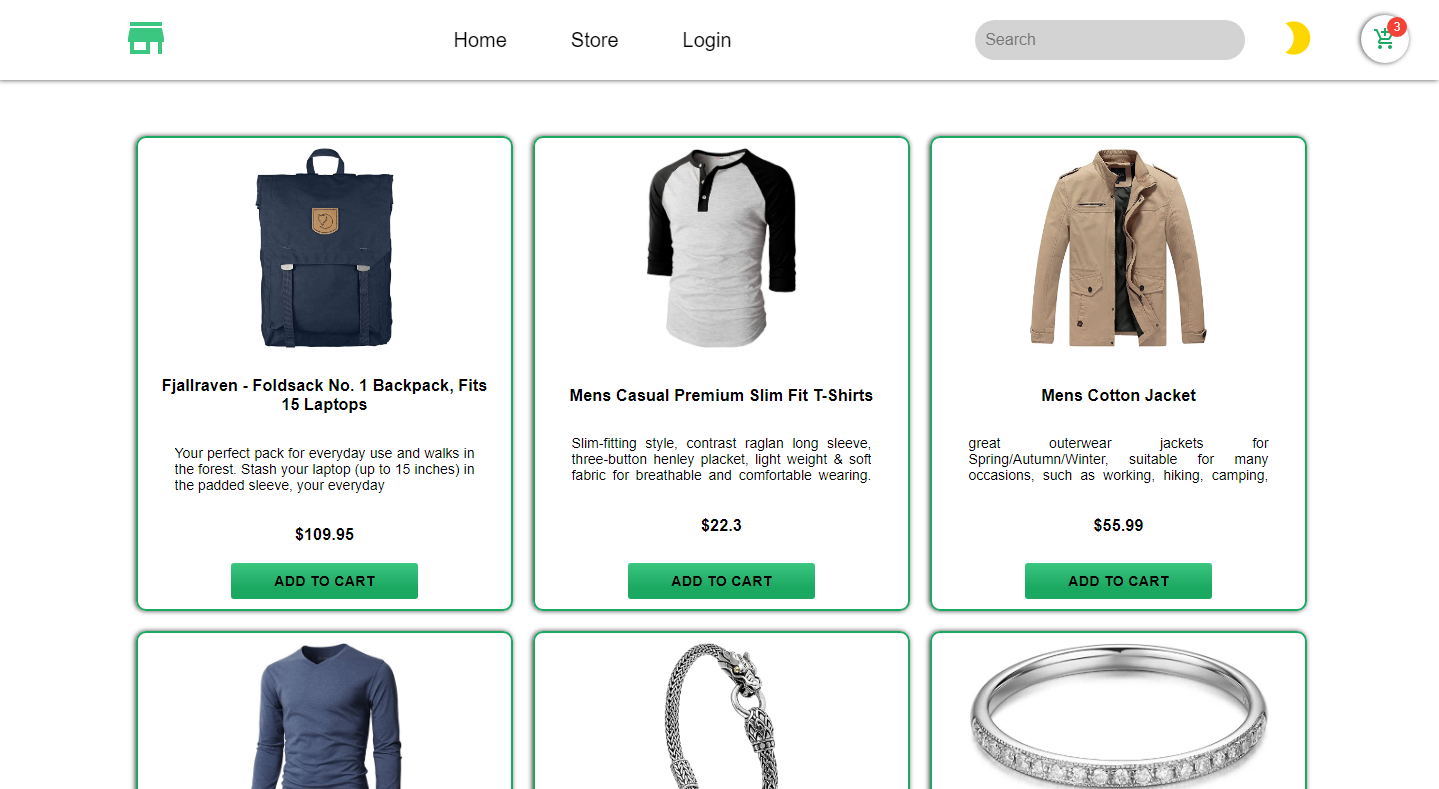 Home
Store
Login
Search
3
Fjallraven - Foldsack No. 1 Backpack, Fits
15 Laptops
Your perfect pack for everyday use and walks in
the forest. Stash your laptop (up to 15 inches) in
the padded sleeve, your everyday
$109.95
ADD TO CART
Mens Casual Premium Slim Fit T-Shirts
Slim-fitting style, contrast raglan long sleeve,
three-button henley placket, light weight & soft
fabric for breathable and comfortable wearing.
$22.3
ADD TO CART
Mens Cotton Jacket
great outerwear jackets for
Spring/Autumn/Winter, suitable for many
occasions, such as working, hiking, camping,
$55.99
ADD TO CART